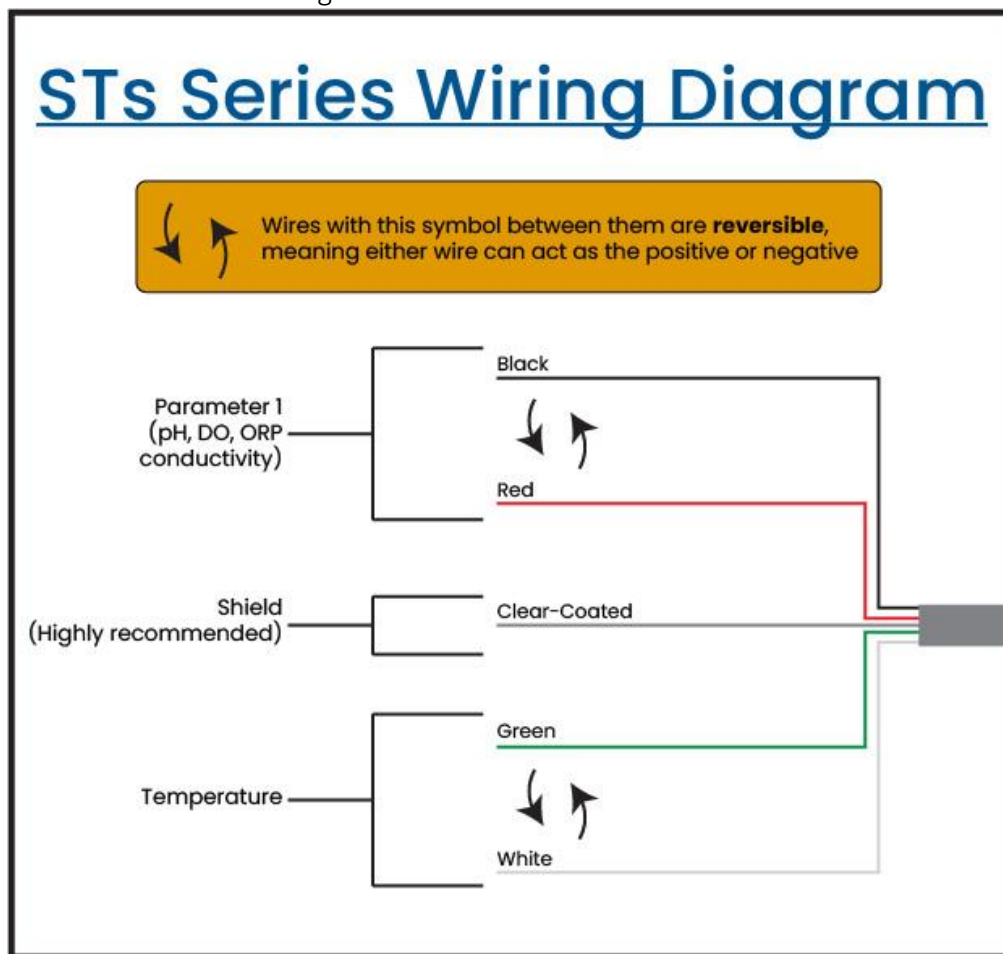 STs Series Wiring Diagram
Wires with this symbol between them are reversible,
meaning either wire can act as the positive or negative
Black
Parameter 1
(pH, DO, ORP
conductivity)
Red
Shield
(Highly recommended)
Clear-Coated
Green
Temperature
White